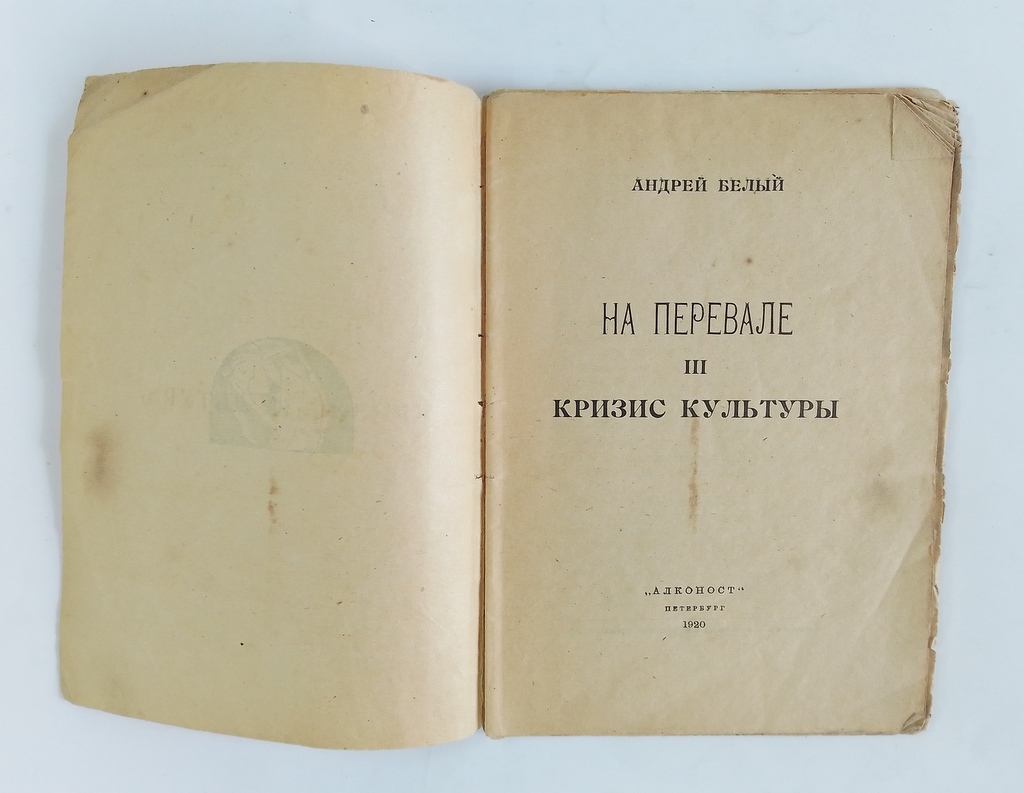 АНДРЕЙ БЕЛЫЙ
НА ПЕРЕВАЛЕ
III
КРИЗИС КУЛЬТУРЫ
„АЛКОНОСТ“
ПЕТЕРБУРГ
1920